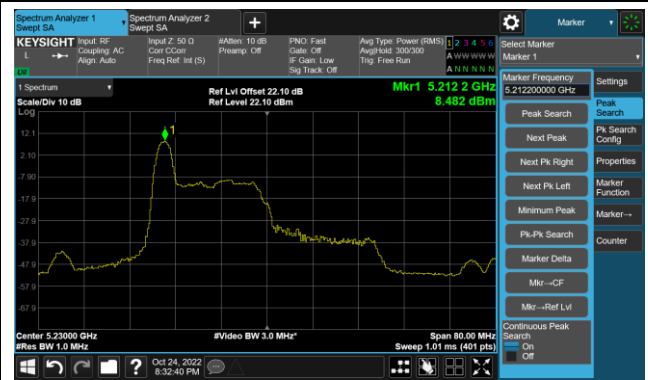 Spectrum Analyzer 1
Swept SA
Spectrum Analyzer 2
Swept SA
+
Marker
KEYSIGHT
L
LXI
Input: RF
Coupling: AC
Align: Auto
Input Z: 50 Ω
Corr CCorr
Freq Ref: Int (S)
#Atten: 10 dB
Preamp: Off
PNO: Fast
Gate: Off
IF Gain: Low
Sig Track: Off
Avg Type: Power (RMS)
Avg|Hold: 300/300
Trig: Free Run
1 2 3 4 5 6
A W W W W W
A N N N N N
Select Marker
Marker 1
1 Spectrum
Scale/Div 10 dB
Log
Ref Lvl Offset 22.10 dB
Ref Level 22.10 dBm
Mkr1 5.212 2 GHz
8.482 dBm
1
12.1
2.10
-7.90
-17.9
-27.9
-37.9
-47.9
-57.9
-67.9
Center 5.23000 GHz
#Res BW 1.0 MHz
#Video BW 3.0 MHz*
Span 80.00 MHz
Sweep 1.01 ms (401 pts)
Marker Frequency
5.212200000 GHz
Peak Search
Next Peak
Next Pk Right
Next Pk Left
Minimum Peak
Pk-Pk Search
Marker Delta
Mkr→CF
Mkr→Ref Lvl
Continuous Peak
Search
On
Off
Settings
Peak
Search
Pk Search
Config
Properties
Marker
Function
Marker→
Counter
?
Oct 24, 2022
8:32:40 PM